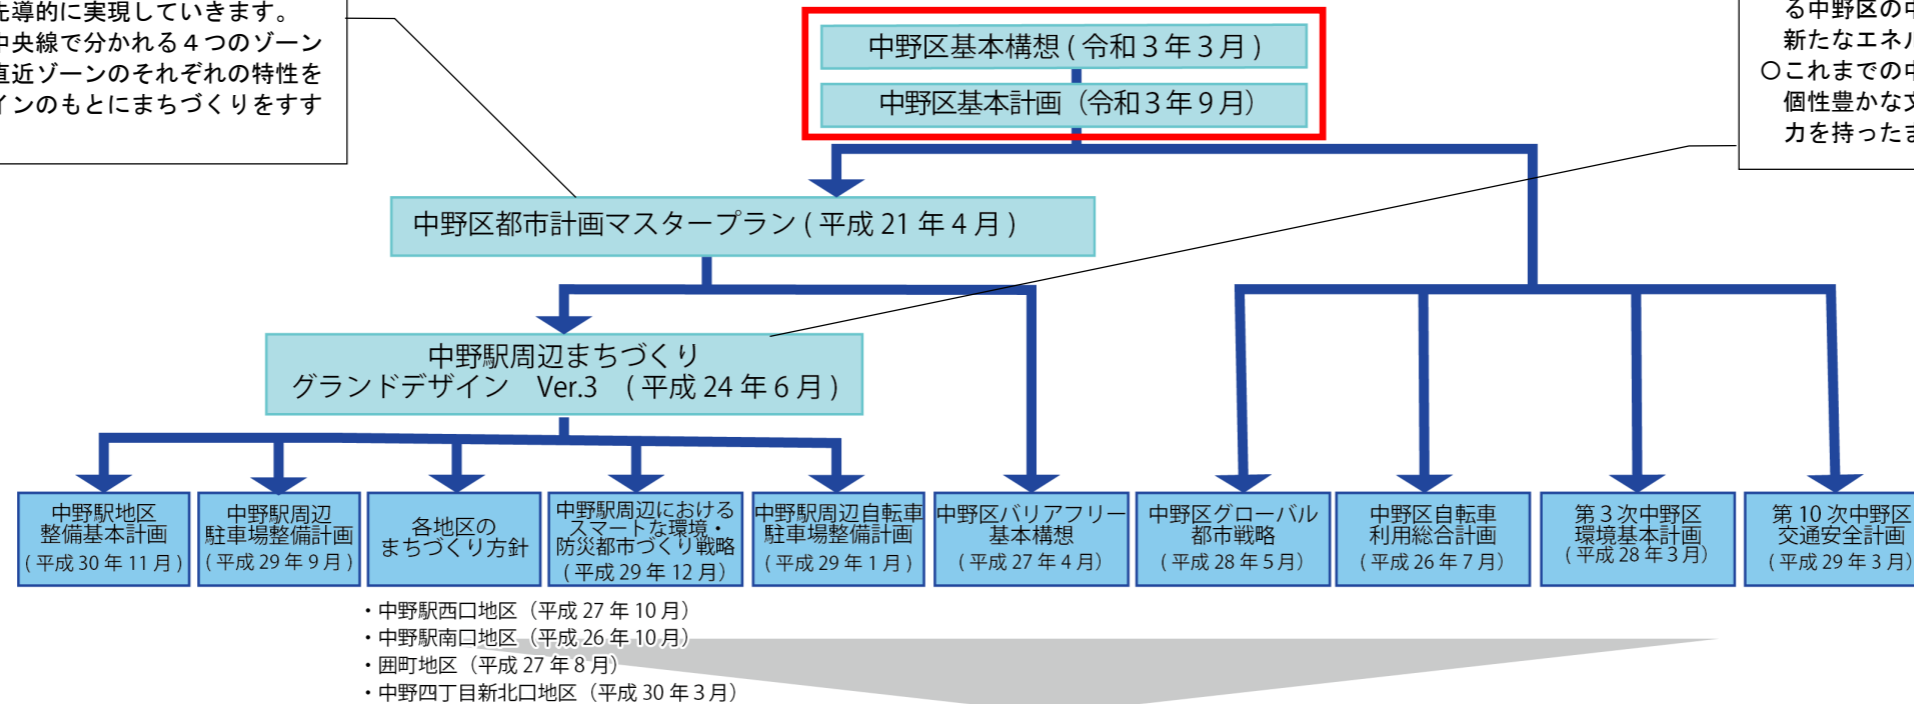 先導的に実現していきます。
中央線で分かれる４つのゾーン
直近ゾーンのそれぞれの特性を
インのもとにまちづくりをすす
る中野区の中
新たなエネル
〇これまでの中
個性豊かな文
力を持ったま
中野区基本構想 ( 令和３年３月 )
中野区基本計画（令和３年９月）
中野区都市計画マスタープラン ( 平成 21 年 4 月 )
中野駅周辺まちづくり
グランドデザイン　Ver.3　( 平成 24 年 6 月 )
中野駅地区
整備基本計画
( 平成 30 年 11 月 )
中野駅周辺
駐車場整備計画
( 平成 29 年 9 月 )
各地区の
まちづくり方針
中野駅周辺における
スマートな環境・
防災都市づくり戦略
( 平成 29 年 12 月）
中野駅周辺自転車
駐車場整備計画
( 平成 29 年 1 月 )
中野区バリアフリー
基本構想
( 平成 27 年 4 月）
中野区グローバル
都市戦略
( 平成 28 年 5 月）
中野区自転車
利用総合計画
( 平成 26 年 7 月）
第 3 次中野区
環境基本計画
( 平成 28 年 3 月）
第 10 次中野区
交通安全計画
( 平成 29 年 3 月）
・中野駅西口地区（平成 27 年 10 月）
・中野駅南口地区（平成 26 年 10 月）
・囲町地区（平成 27 年 8 月）
・中野四丁目新北口地区（平成 30 年 3 月）